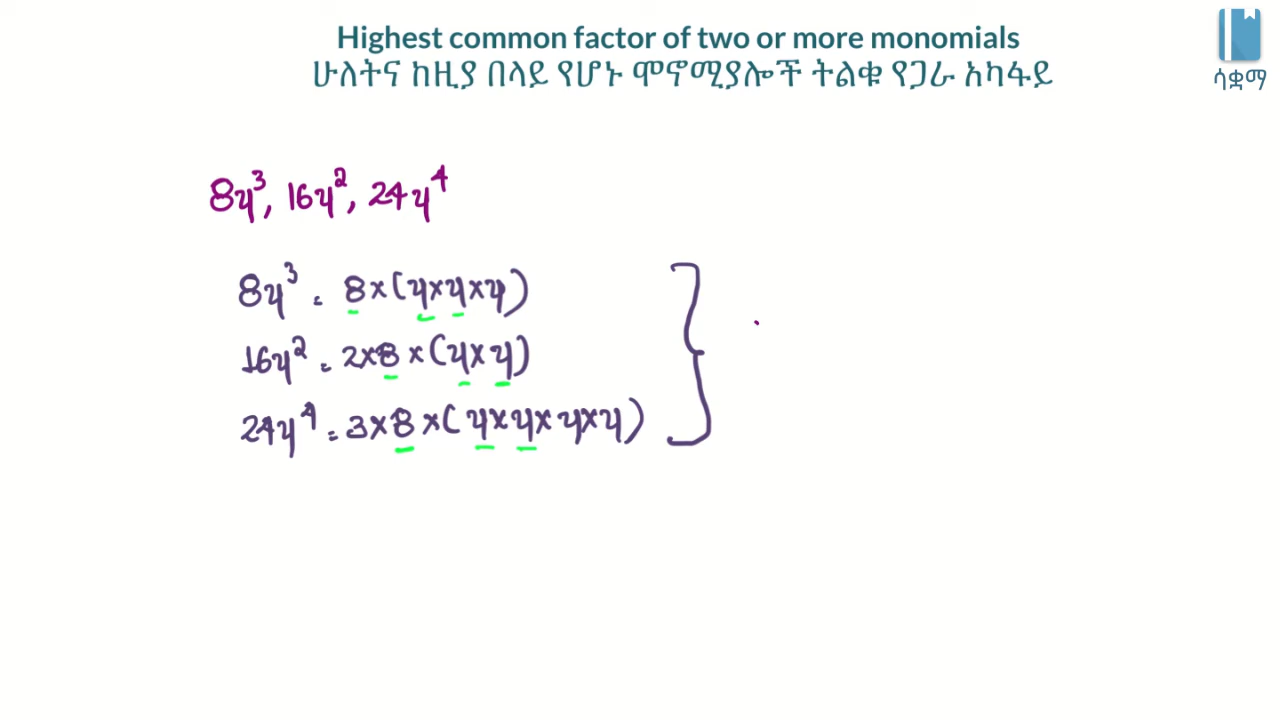 Highest common factor of two or more monomials
ሁለትና ከዚያ በላይ የሆኑ ሞኖሚያሎች ትልቁ የጋራ አካፋይ
ሳቋማ
8y³, 16y², 24y⁴
8y³ = 8×(y×y×y)
16y² = 2×8×(y×y)
24y⁴ = 3×8×(y×y×y×y)